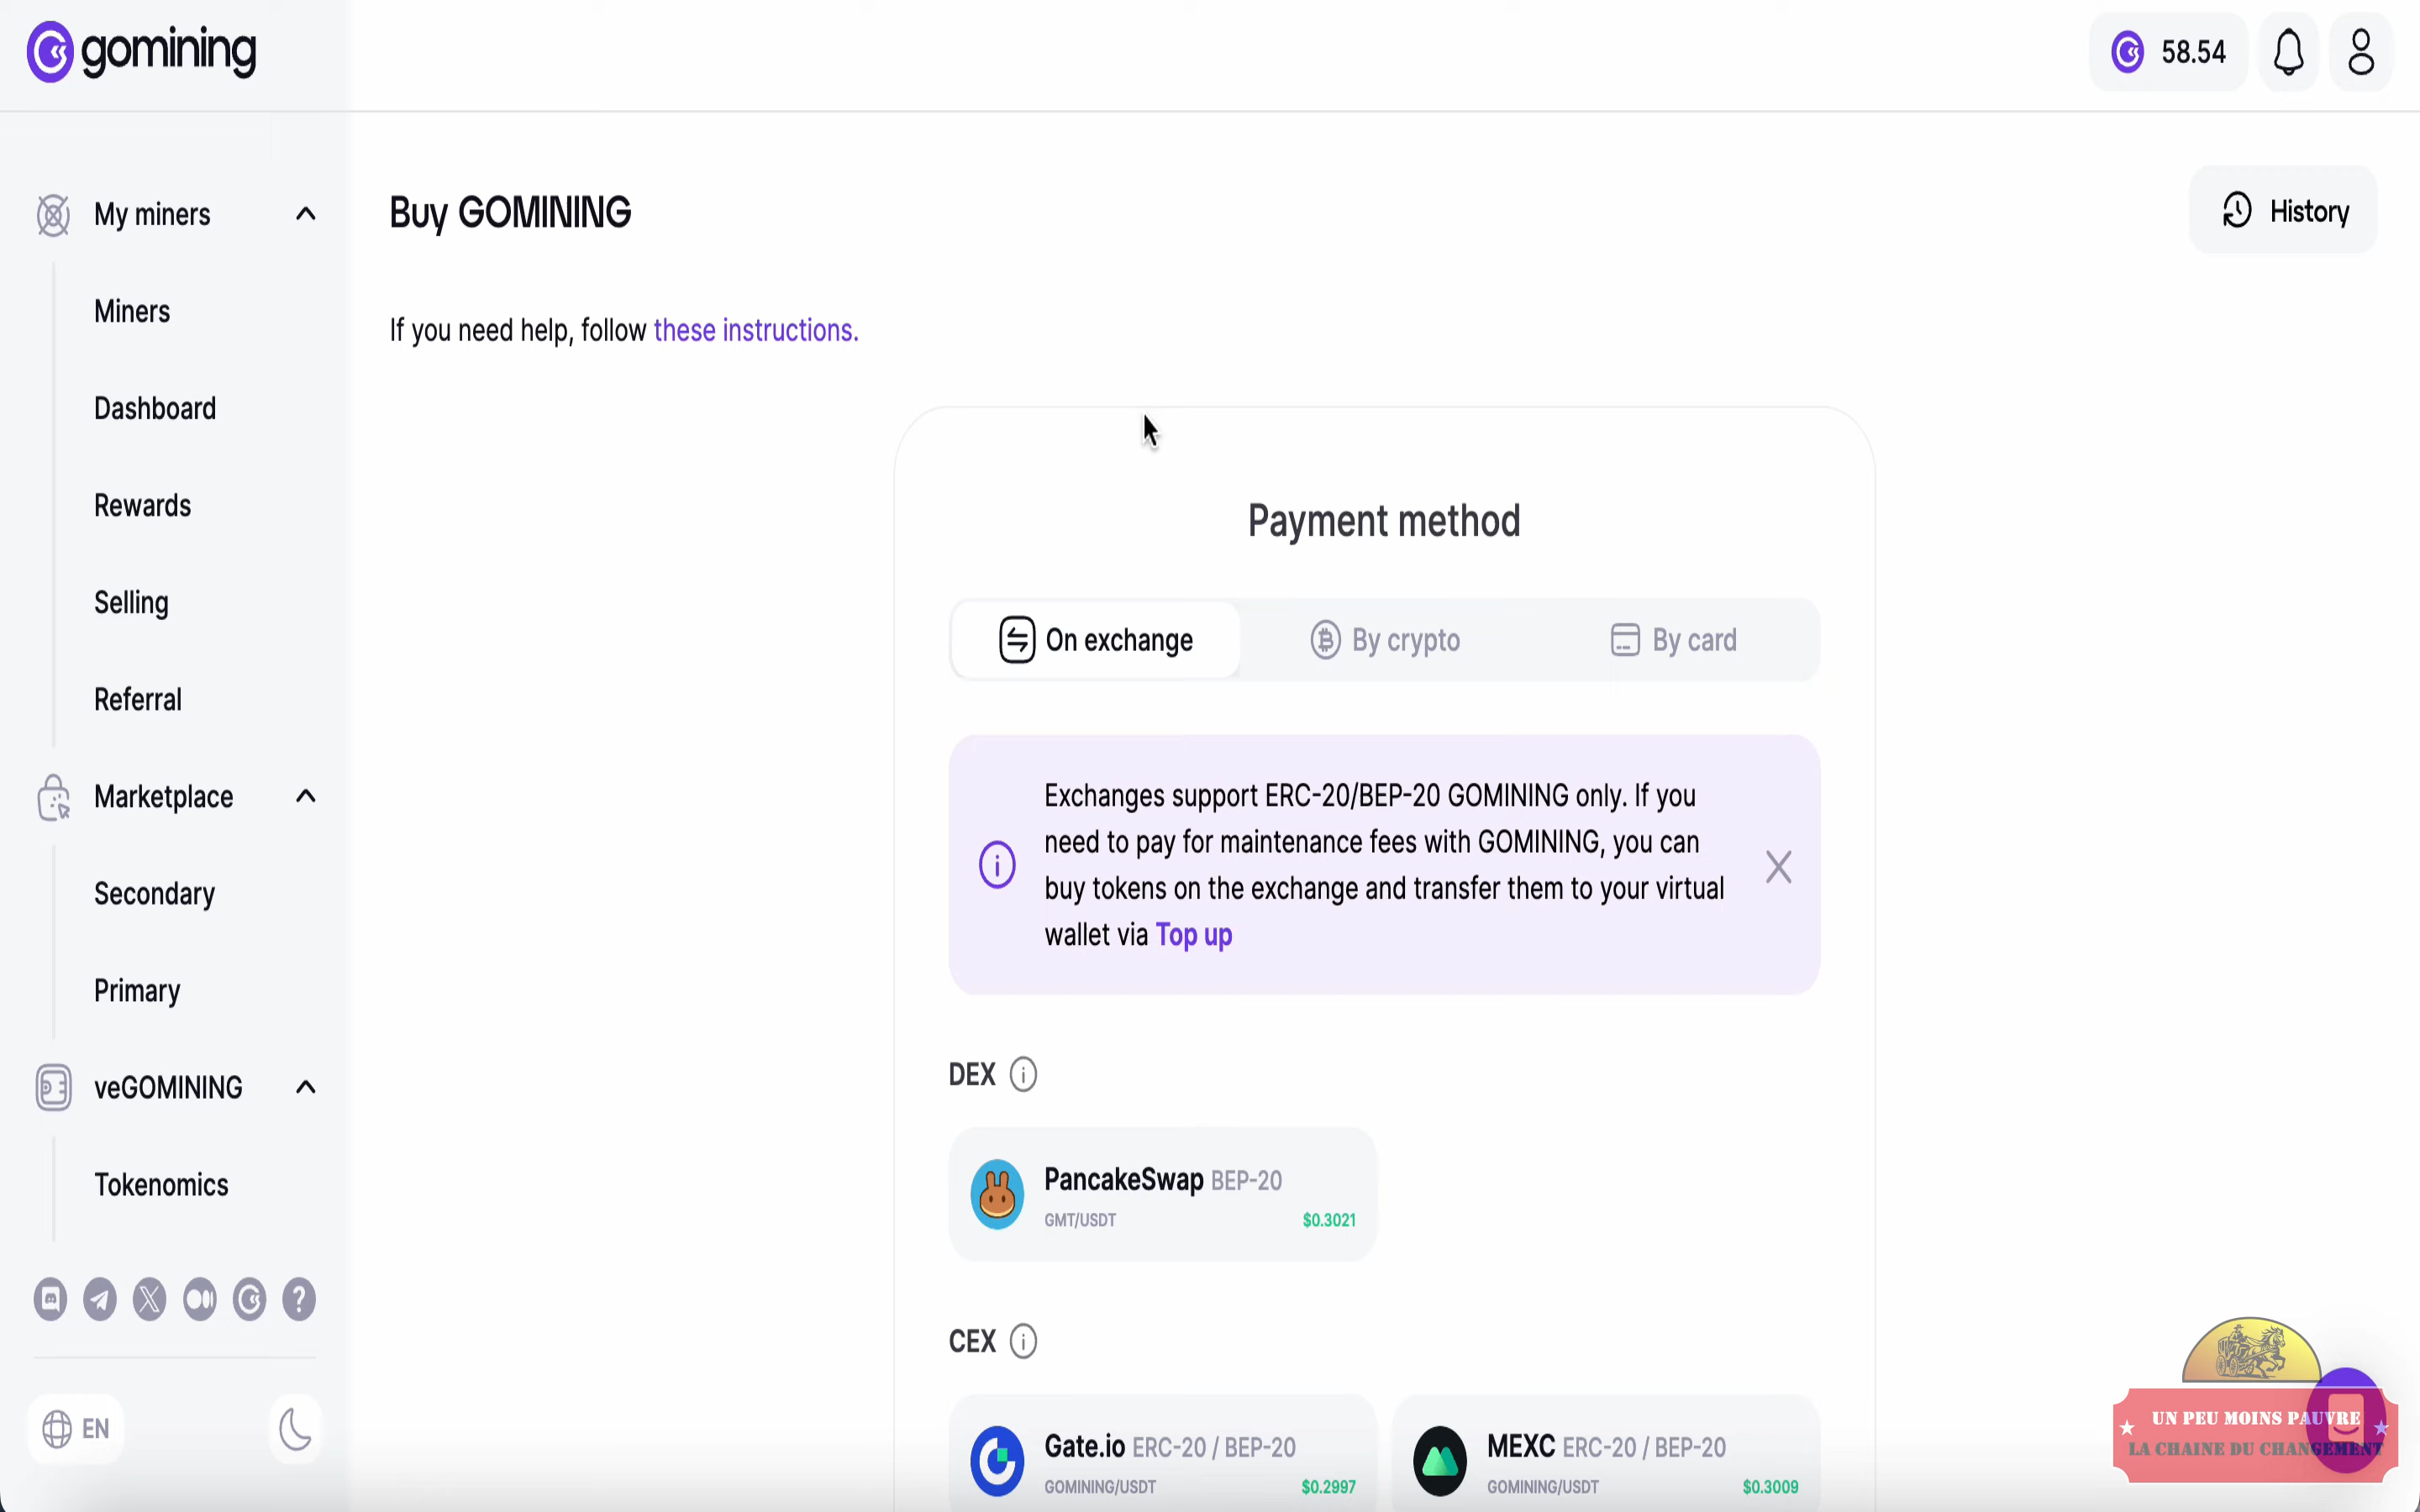 gomining
58.54
My miners
Miners
Dashboard
Rewards
Selling
Referral
Marketplace
Secondary
Primary
veGOMINING
Tokenomics
EN
Buy GOMINING
History
If you need help, follow these instructions.
Payment method
On exchange
By crypto
By card
Exchanges support ERC-20/BEP-20 GOMINING only. If you
need to pay for maintenance fees with GOMINING, you can
buy tokens on the exchange and transfer them to your virtual
wallet via Top up
DEX
PancakeSwap BEP-20
GMT/USDT $0.3021
CEX
Gate.io ERC-20 / BEP-20
GOMINING/USDT $0.2997
MEXC ERC-20 / BEP-20
GOMINING/USDT $0.3009
UN PEU MOINS PAUVRE
LA CHAINE DU CHANGEMENT